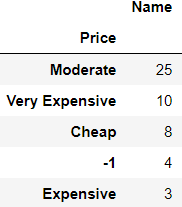 Name
Price
Moderate 25
Very Expensive 10
Cheap 8
-1 4
Expensive 3